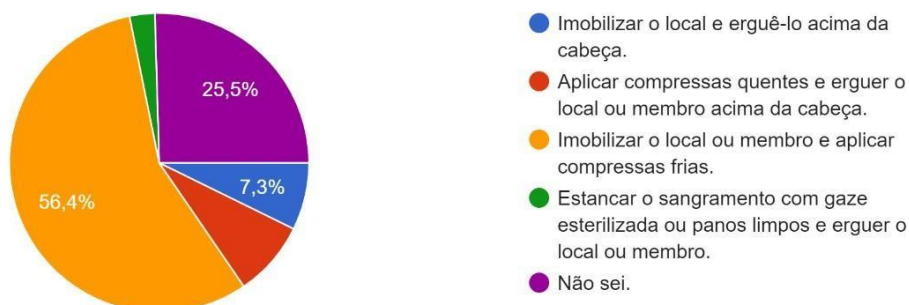 25,5%
7,3%
56,4%
Imobilizar o local e erguê-lo acima da
cabeça.
Aplicar compressas quentes e erguer o
local ou membro acima da cabeça.
Imobilizar o local ou membro e aplicar
compressas frias.
Estancar o sangramento com gaze
esterilizada ou panos limpos e erguer o
local ou membro.
Não sei.